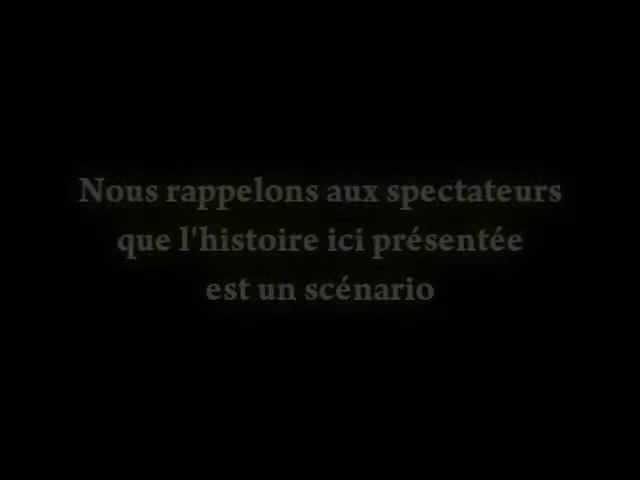 Nous rappelons aux spectateurs
que l'histoire ici présentée
est un scénario